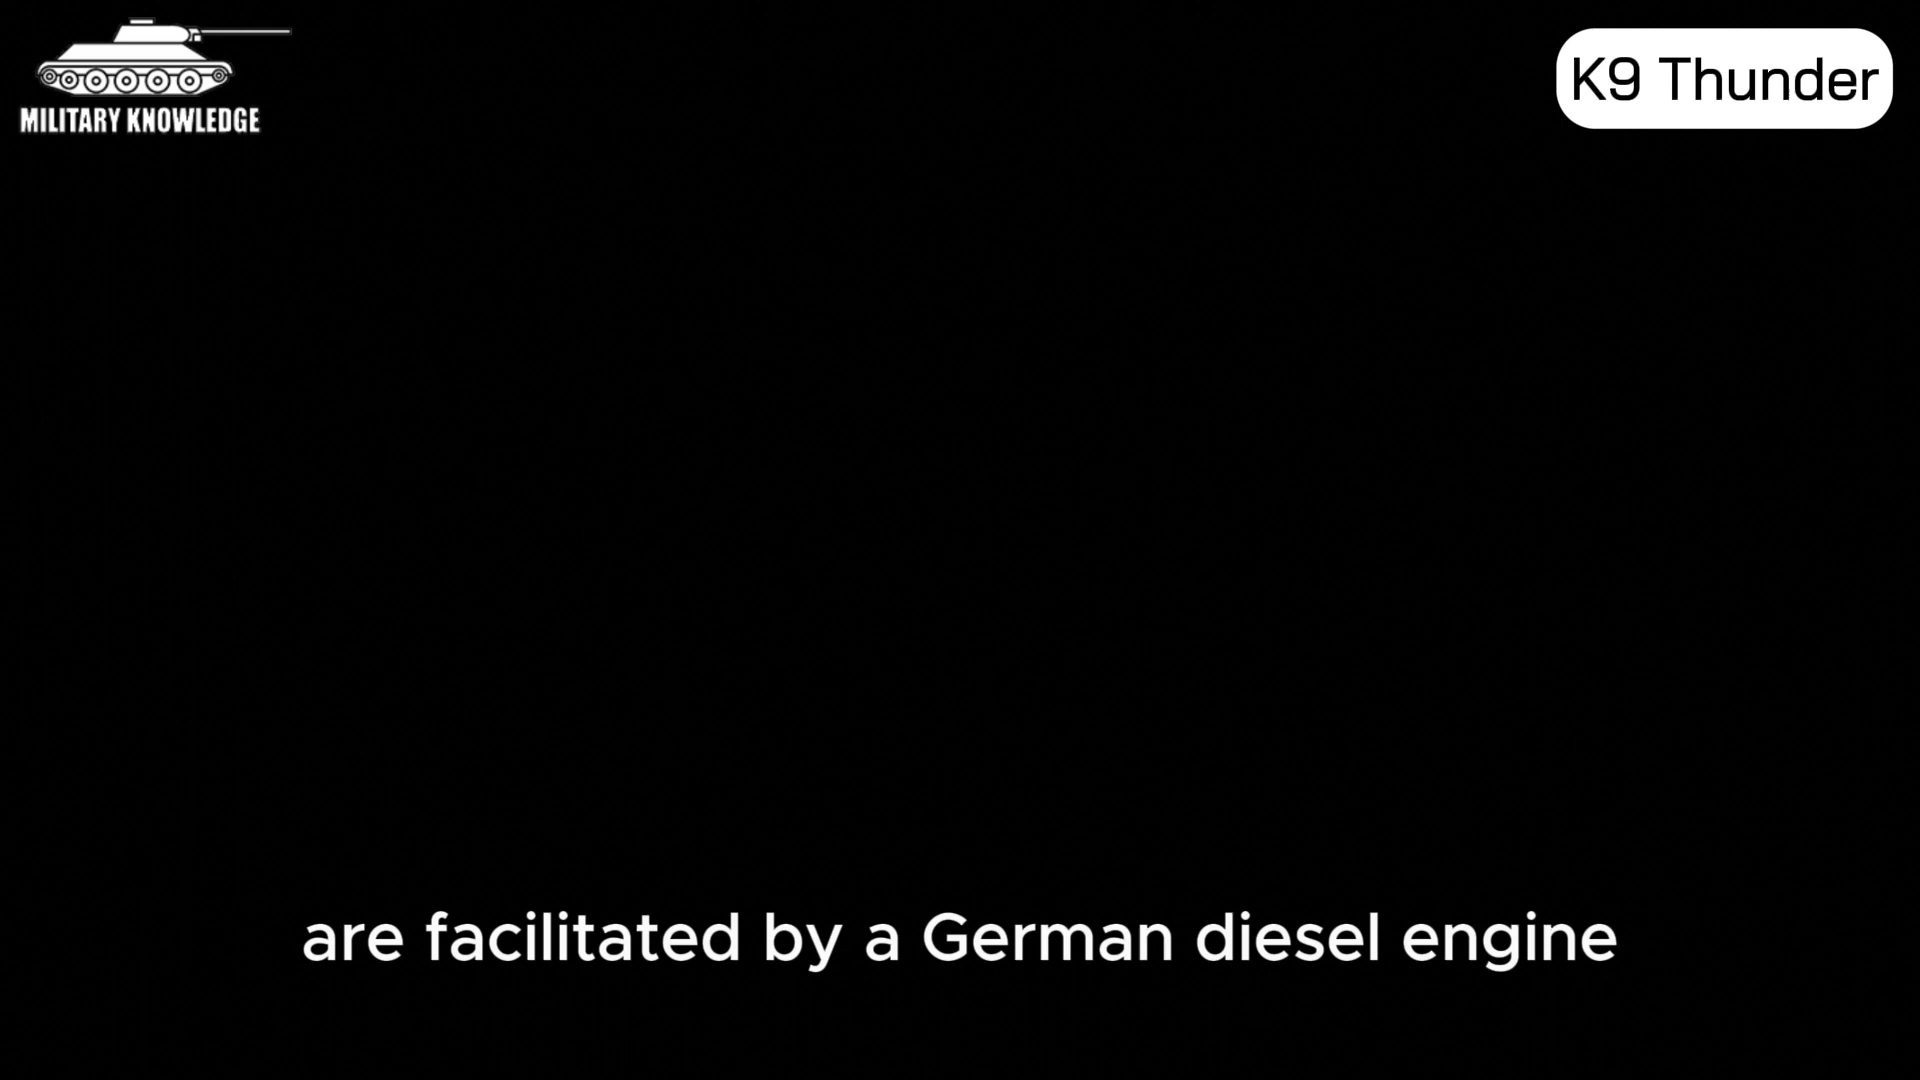 MILITARY KNOWLEDGE
K9 Thunder
are facilitated by a German diesel engine